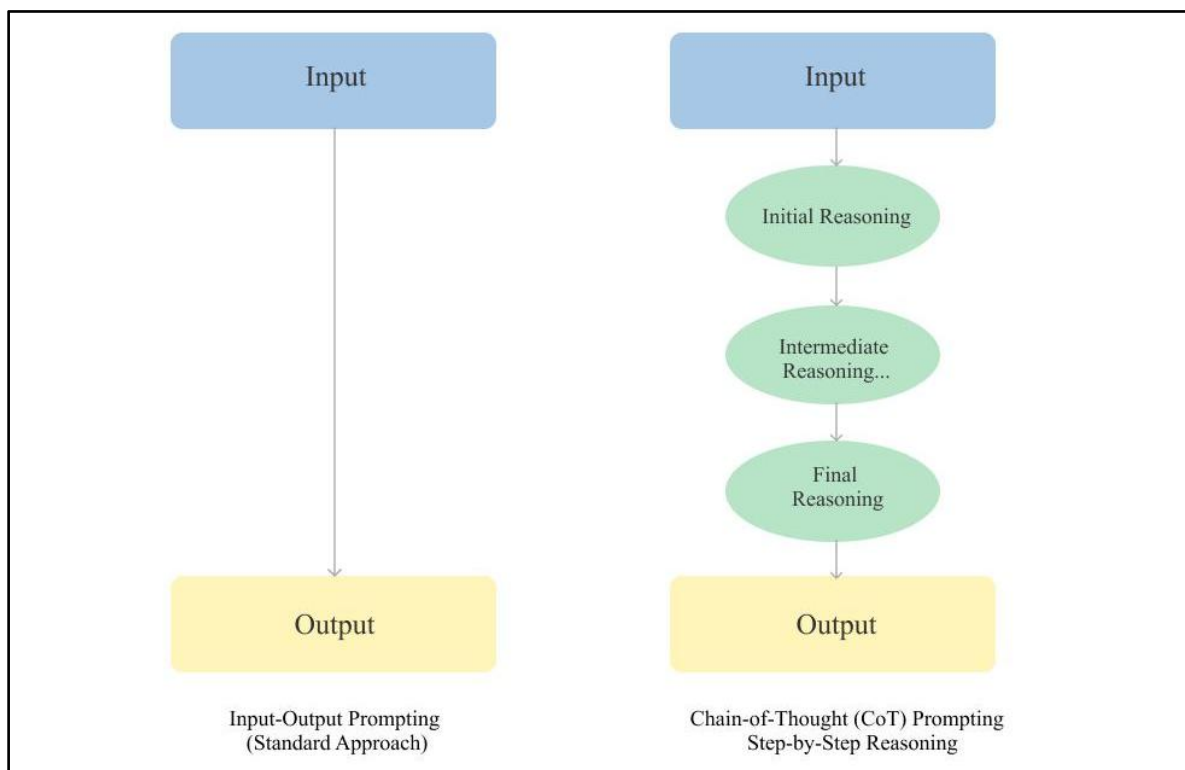 Input
Output
Input-Output Prompting
(Standard Approach)
Input
Initial Reasoning
Intermediate
Reasoning...
Final
Reasoning
Output
Chain-of-Thought (CoT) Prompting
Step-by-Step Reasoning